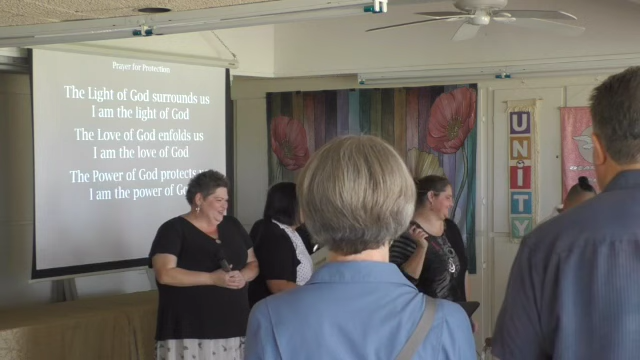 Prayer for Protection
The Light of God surrounds us
I am the light of God
The Love of God enfolds us
I am the love of God
The Power of God protects
I am the power of
UNITY